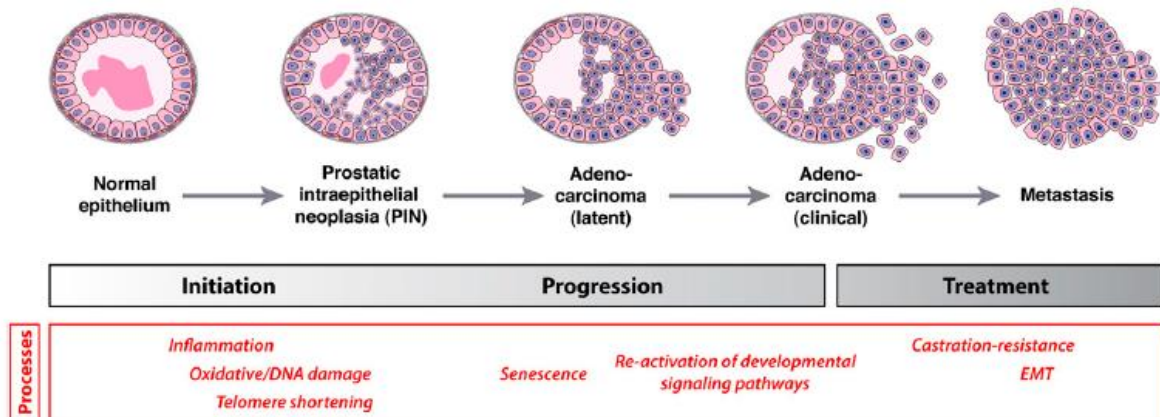 Normal
epithelium
Prostatic
intraepithelial
neoplasia (PIN)
Adeno-
carcinoma
(latent)
Adeno-
carcinoma
(clinical)
Metastasis
Initiation
Progression
Treatment
Processes
Inflammation
Oxidative/DNA damage
Telomere shortening
Senescence
Re-activation of developmental
signaling pathways
Castration-resistance
EMT